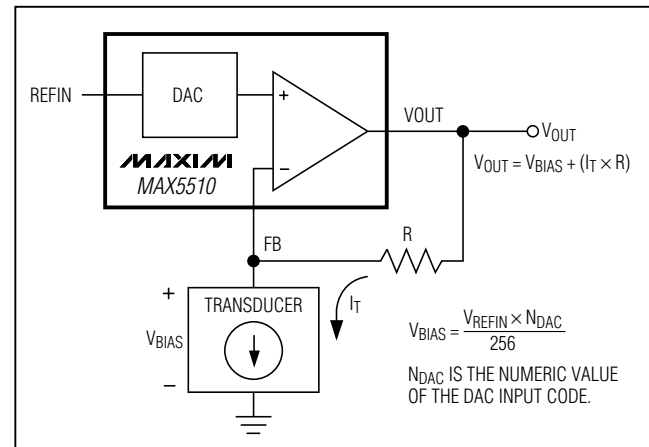 REFIN
DAC
+
−
VOUT
VOUT
VOUT = VBIAS + (IT × R)
MAXIM
MAX5510
FB
R
+
TRANSDUCER
IT
VBIAS
−
VBIAS = VREFIN × NDAC
256
NDAC IS THE NUMERIC VALUE
OF THE DAC INPUT CODE.